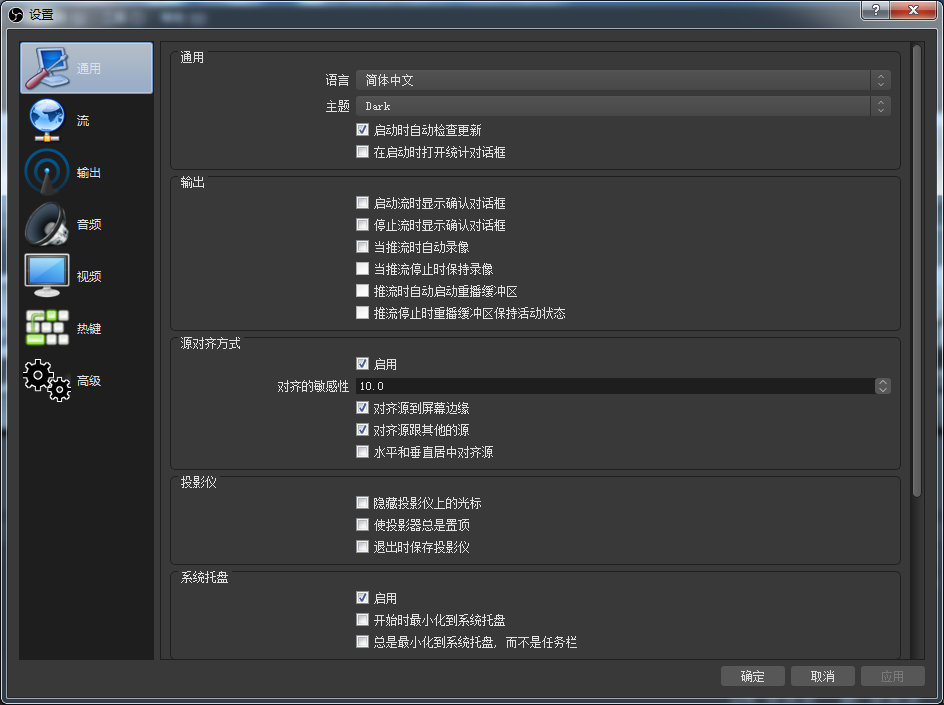 设置
?
通用
流
输出
音频
视频
热键
高级
通用
语言 简体中文
主题 Dark
启动时自动检查更新
在启动时打开统计对话框
输出
启动流时显示确认对话框
停止流时显示确认对话框
当推流时自动录像
当推流停止时保持录像
推流时自动启动重播缓冲区
推流停止时重播缓冲区保持活动状态
源对齐方式
启用
对齐的敏感性 10.0
对齐源到屏幕边缘
对齐源跟其他的源
水平和垂直居中对齐源
投影仪
隐藏投影仪上的光标
使投影器总是置顶
退出时保存投影仪
系统托盘
启用
开始时最小化到系统托盘
总是最小化到系统托盘，而不是任务栏
确定 取消 应用